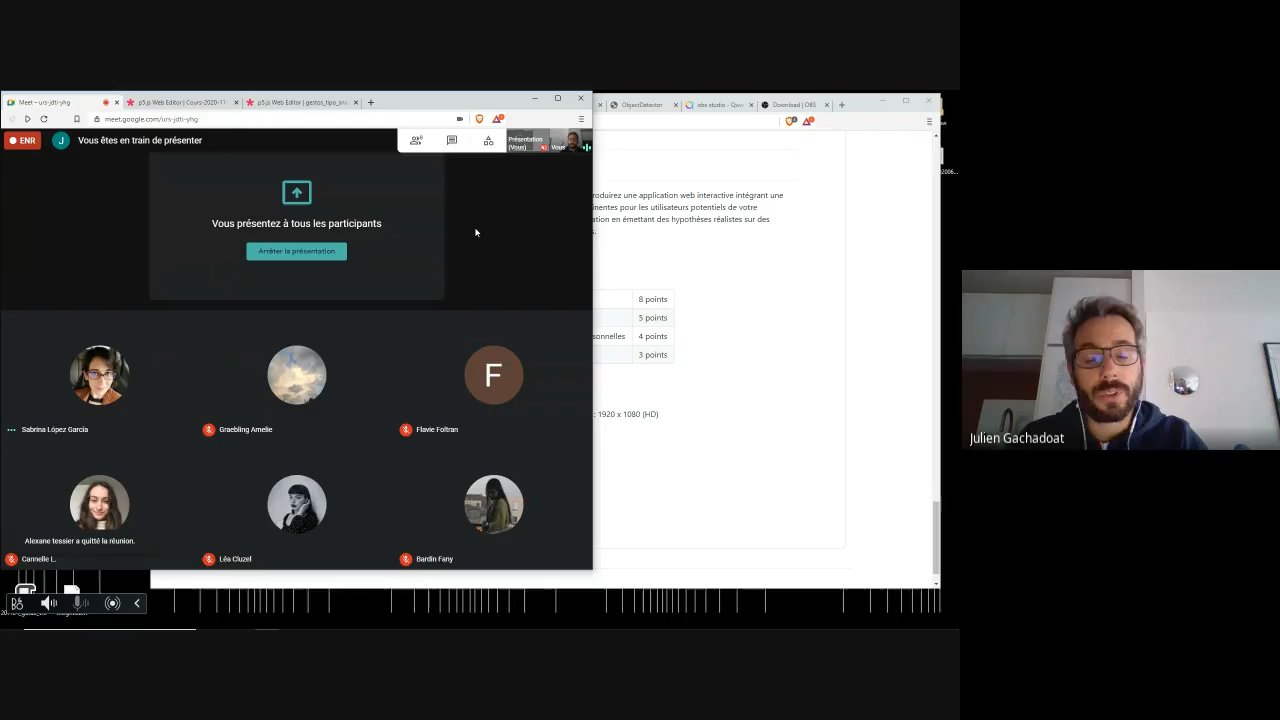 Meet – urs-jdti-yhg
p5.js Web Editor | Cours-2020-11-
p5.js Web Editor | gestos_tipo_sna
ObjectDetector
obs studio - Qwa
Download | OBS
meet.google.com/urs-jdti-yhg
ENR
J
Vous êtes en train de présenter
Présentation
(Vous)
Vous
2006...
Vous présentez à tous les participants
Arrêter la présentation
roduirez une application web interactive intégrant une
inentes pour les utilisateurs potentiels de votre
ation en émettant des hypothèses réalistes sur des
s.
8 points
5 points
sonnelles
4 points
3 points
: 1920 x 1080 (HD)
F
Sabrina López García
Graebling Amelie
Flavie Foltran
Alexane tessier a quitté la réunion.
Cannelle L.
Léa Cluzel
Bardin Fany
Julien Gachadoat